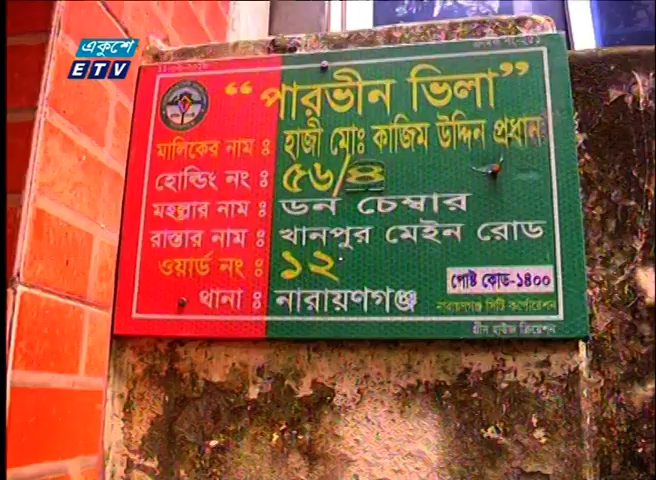 একুশে
ETV
“পারভীন ভিলা”
মালিকের নাম : হাজী মোঃ কাজিম উদ্দিন প্রধান
হোল্ডিং নং : ৫৬/৪
মহল্লার নাম : ডন চেম্বার
রাস্তার নাম : খানপুর মেইন রোড
ওয়ার্ড নং : ১২
থানা : নারায়ণগঞ্জ
পোষ্ট কোড-১৪০০
নারায়ণগঞ্জ সিটি কর্পোরেশন